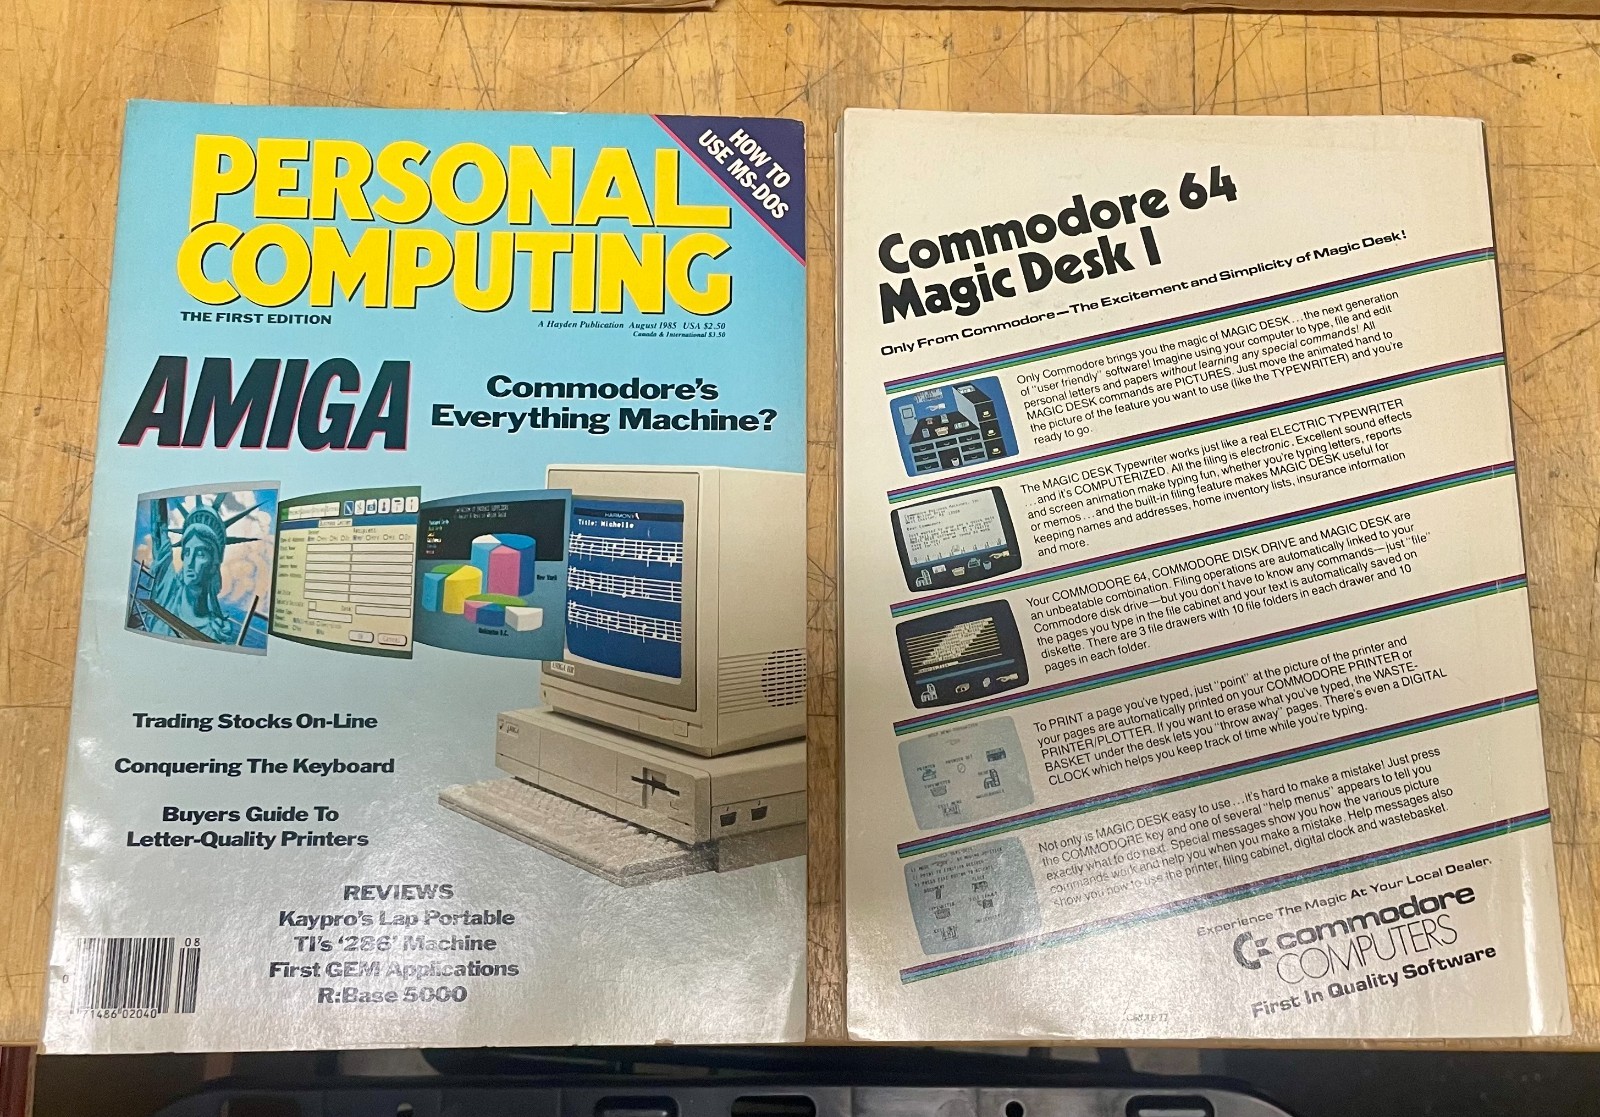 HOW TO
USE MS-DOS
PERSONAL
COMPUTING
THE FIRST EDITION
A Hayden Publication August 1985 USA $2.50
Canada & International $3.50
AMIGA
Commodore's
Everything Machine?
HARMONY
Title: Michelle
New York
Washington D.C.
Trading Stocks On-Line
Conquering The Keyboard
Buyers Guide To
Letter-Quality Printers
REVIEWS
Kaypro's Lap Portable
TI's '286' Machine
First GEM Applications
R:Base 5000
08
0
71486 02040
Commodore 64
Magic Desk I
Only From Commodore—The Excitement and Simplicity of Magic Desk!
Only Commodore brings you the magic of MAGIC DESK...the next generation
of "user friendly" software! Imagine using your computer to type, file and edit
personal letters and papers without learning any special commands! All
MAGIC DESK commands are PICTURES. Just move the animated hand to
the picture of the feature you want to use (like the TYPEWRITER) and you're
ready to go.
The MAGIC DESK Typewriter works just like a real ELECTRIC TYPEWRITER
...and it's COMPUTERIZED. All the filing is electronic. Excellent sound effects
and screen animation make typing fun, whether you're typing letters, reports
or memos...and the built-in filing feature makes MAGIC DESK useful for
keeping names and addresses, home inventory lists, insurance information
and more.
Your COMMODORE 64, COMMODORE DISK DRIVE and MAGIC DESK are
an unbeatable combination. Filing operations are automatically linked to your
Commodore disk drive—but you don't have to know any commands—just "file"
the pages you type in the file cabinet and your text is automatically saved on
diskette. There are 3 file drawers with 10 file folders in each drawer and 10
pages in each folder.
To PRINT a page you've typed, just "point" at the picture of the printer and
your pages are automatically printed on your COMMODORE PRINTER or
PRINTER/PLOTTER. If you want to erase what you've typed, the WASTE-
BASKET under the desk lets you "throw away" pages. There's even a DIGITAL
CLOCK which helps you keep track of time while you're typing.
Not only is MAGIC DESK easy to use...it's hard to make a mistake! Just press
the COMMODORE key and one of several "help menus" appears to tell you
exactly what to do next. Special messages show you how the various picture
commands work and help you when you make a mistake. Help messages also
show you how to use the printer, filing cabinet, digital clock and wastebasket.
Experience The Magic At Your Local Dealer.
commodore
COMPUTERS
First In Quality Software